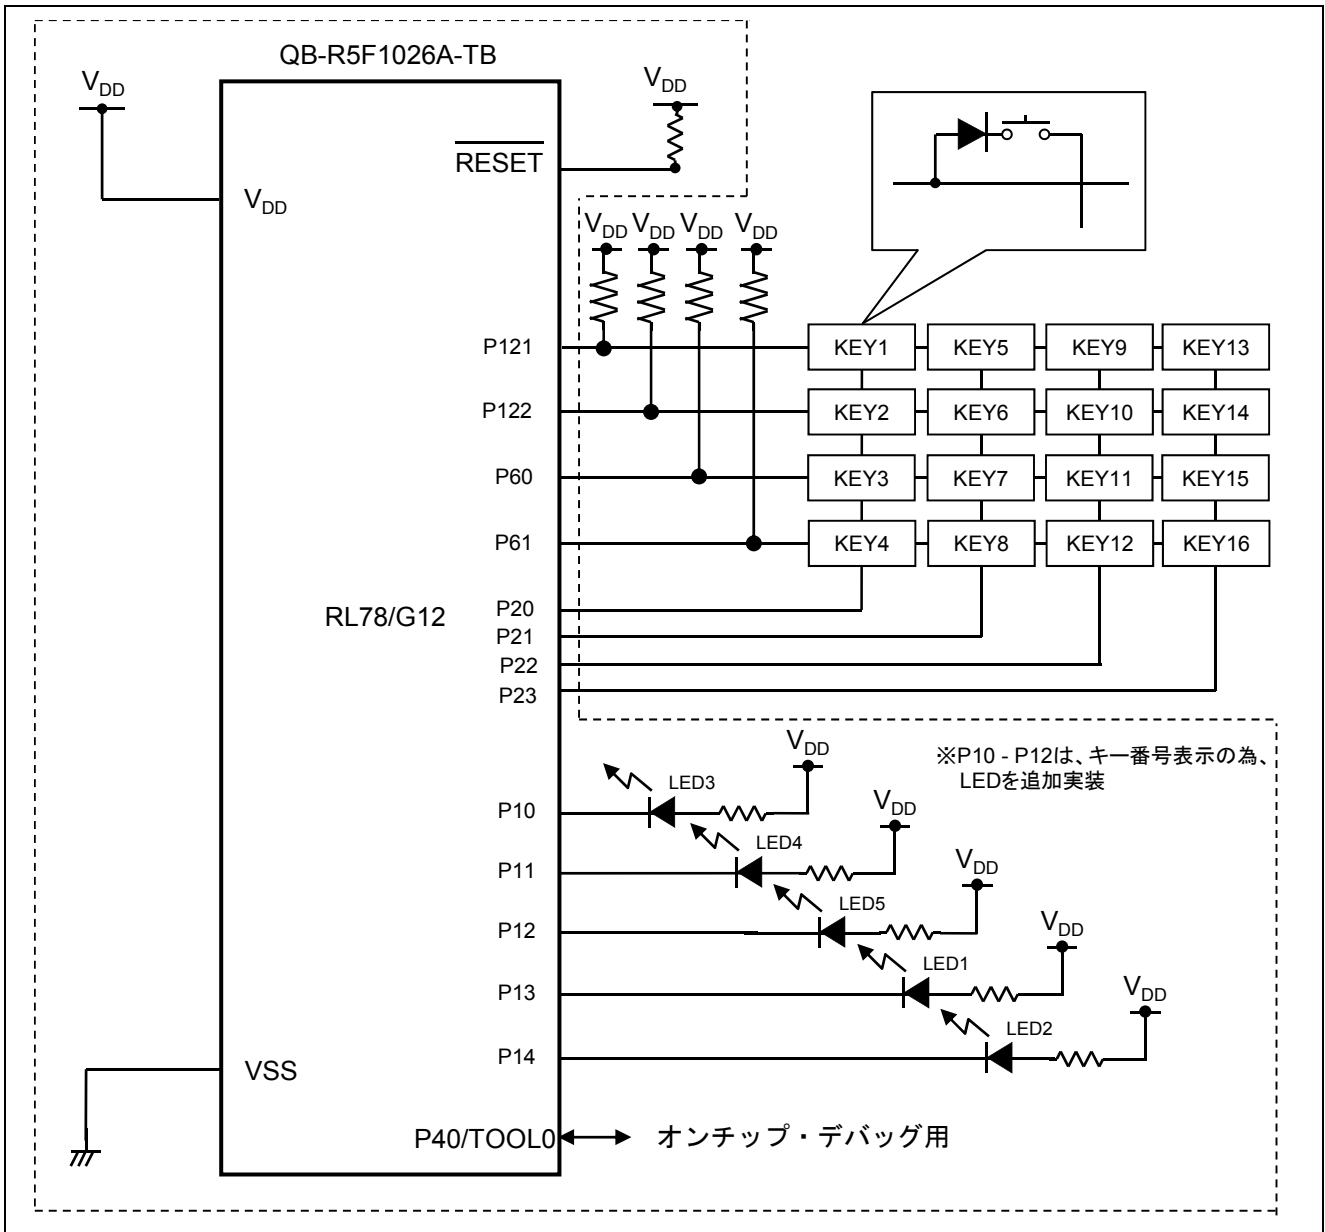 QB-R5F1026A-TB
VDD
VDD
RESET
VDD
VDD VDD VDD VDD
P121
KEY1 KEY5 KEY9 KEY13
P122
KEY2 KEY6 KEY10 KEY14
P60
KEY3 KEY7 KEY11 KEY15
P61
KEY4 KEY8 KEY12 KEY16
RL78/G12
P20
P21
P22
P23
※P10 - P12は、キー番号表示の為、
LEDを追加実装
VDD
LED3
P10
VDD
LED4
P11
VDD
LED5
P12
VDD
LED1
P13
VDD
LED2
P14
VSS
P40/TOOL0
オンチップ・デバッグ用